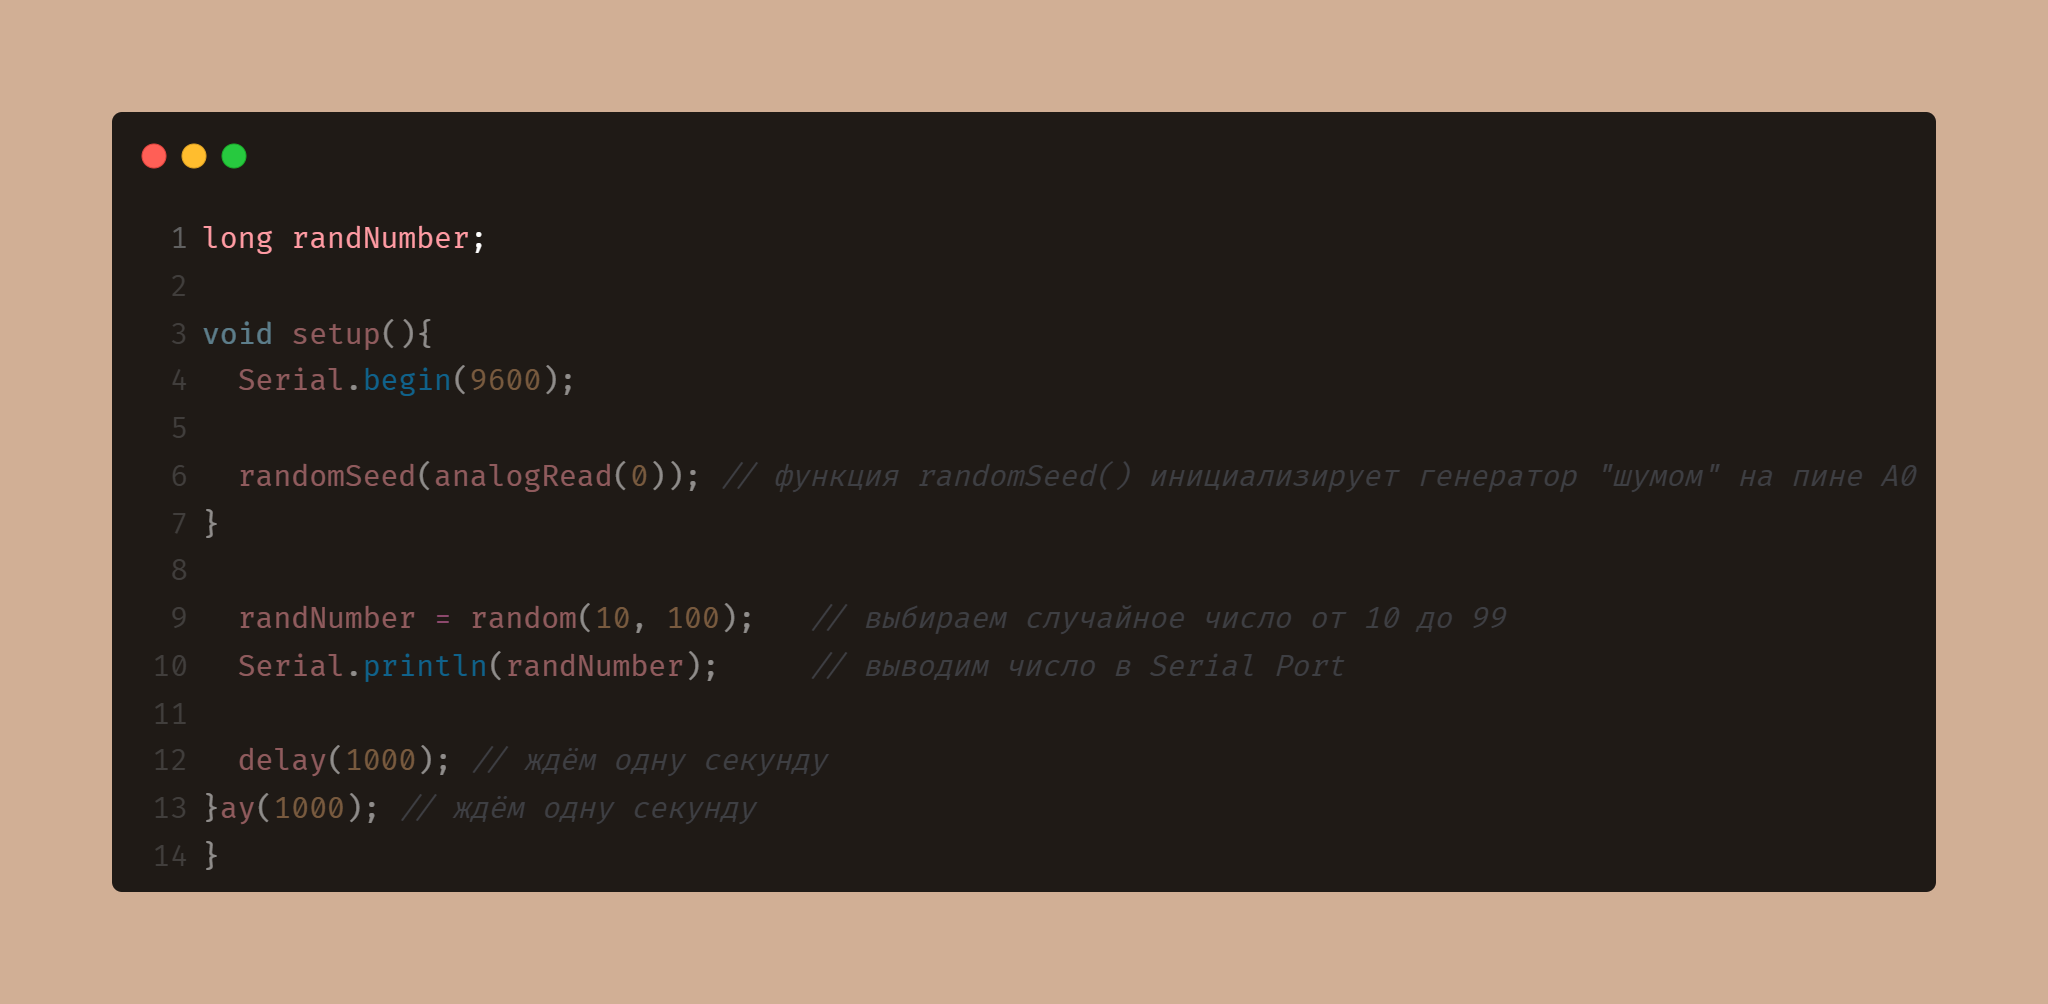 1 long randNumber;
2
3 void setup(){
4   Serial.begin(9600);
5
6   randomSeed(analogRead(0)); // функция randomSeed() инициализирует генератор "шумом" на пине A0
7 }
8
9   randNumber = random(10, 100);   // выбираем случайное число от 10 до 99
10   Serial.println(randNumber);     // выводим число в Serial Port
11
12   delay(1000); // ждём одну секунду
13 }ay(1000); // ждём одну секунду
14 }